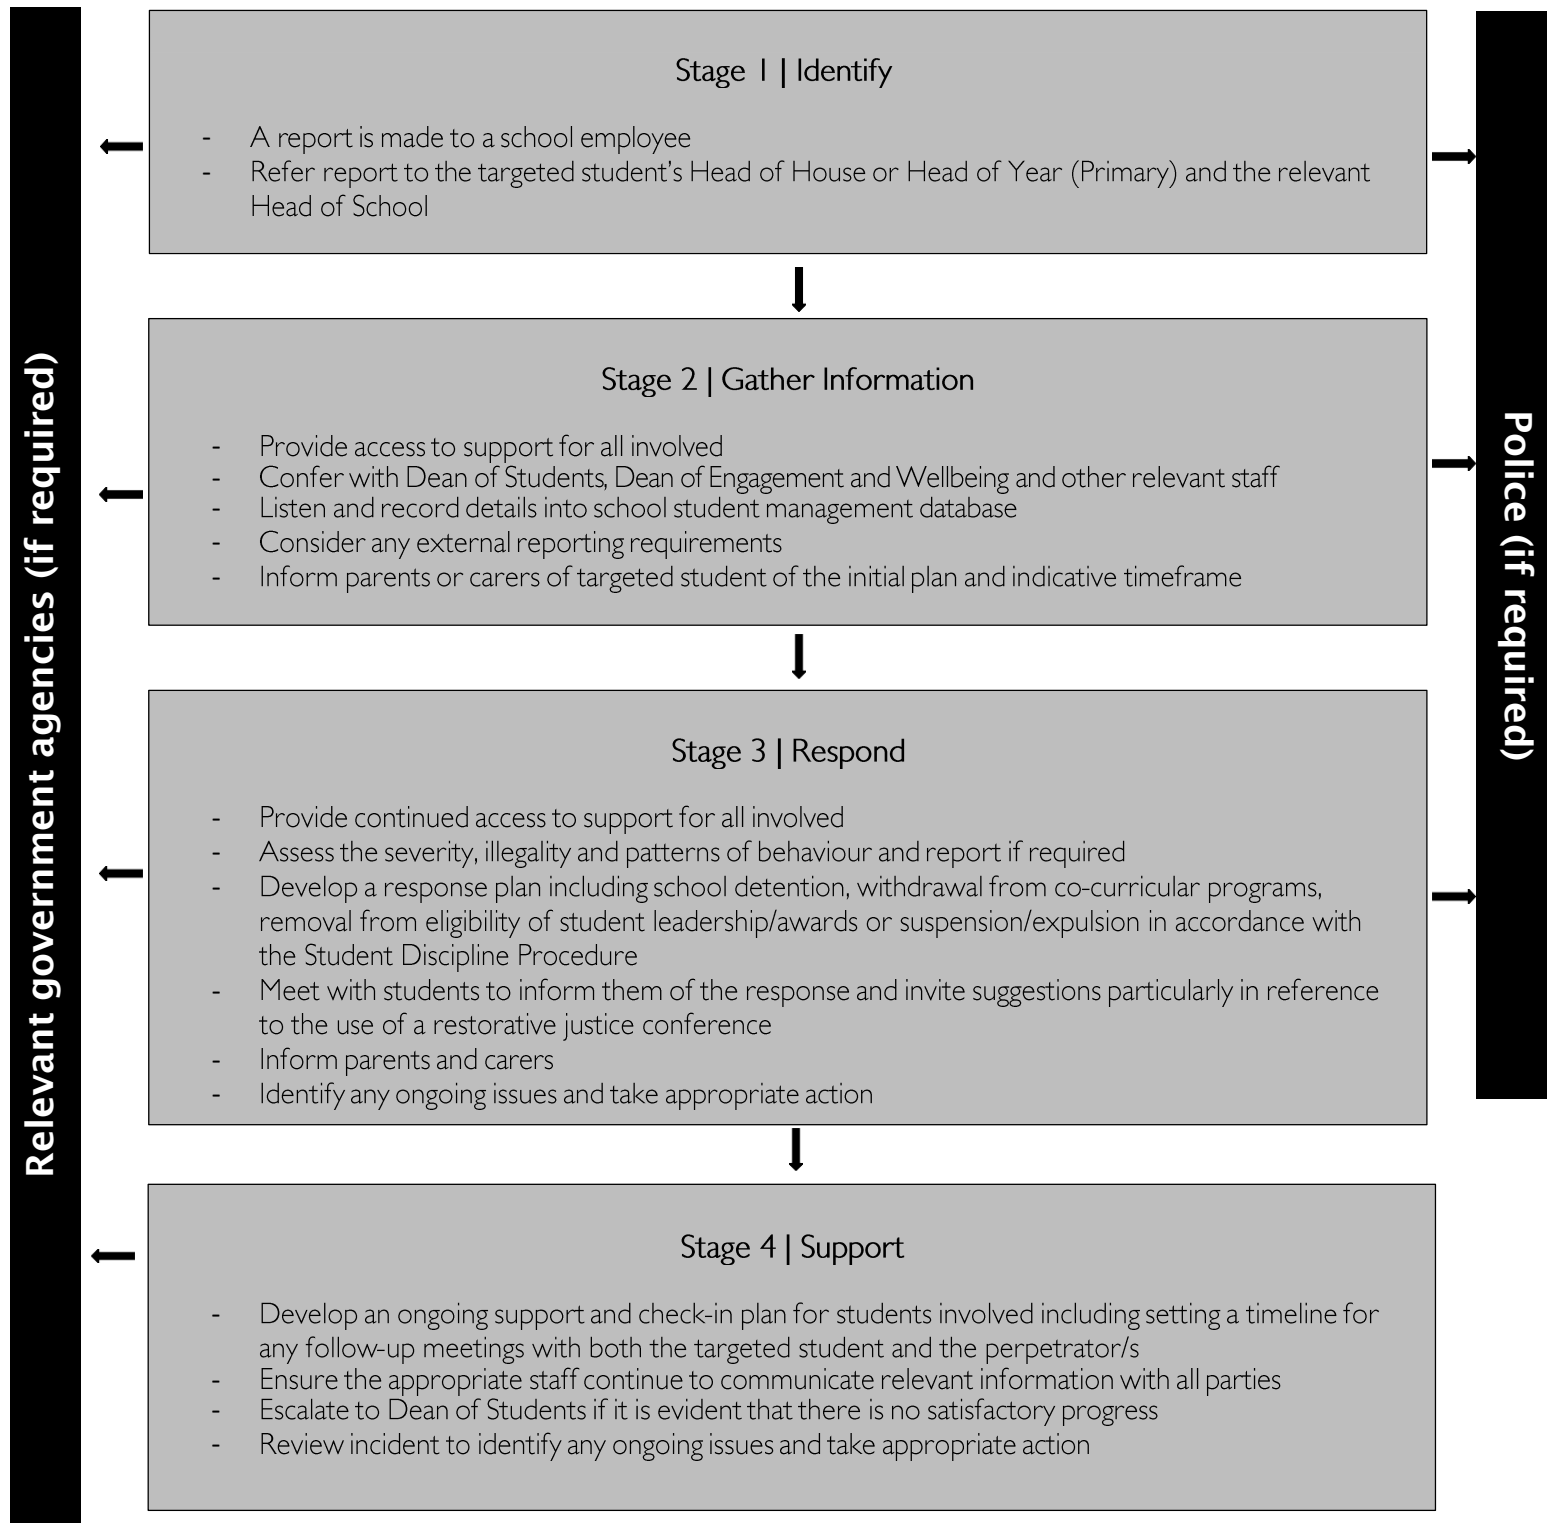 Stage 1 | Identify
- A report is made to a school employee
- Refer report to the targeted student's Head of House or Head of Year (Primary) and the relevant
Head of School
Stage 2 | Gather Information
- Provide access to support for all involved
- Confer with Dean of Students, Dean of Engagement and Wellbeing and other relevant staff
- Listen and record details into school student management database
- Consider any external reporting requirements
- Inform parents or carers of targeted student of the initial plan and indicative timeframe
Stage 3 | Respond
- Provide continued access to support for all involved
- Assess the severity, illegality and patterns of behaviour and report if required
- Develop a response plan including school detention, withdrawal from co-curricular programs,
removal from eligibility of student leadership/awards or suspension/expulsion in accordance with
the Student Discipline Procedure
- Meet with students to inform them of the response and invite suggestions particularly in reference
to the use of a restorative justice conference
- Inform parents and carers
- Identify any ongoing issues and take appropriate action
Stage 4 | Support
- Develop an ongoing support and check-in plan for students involved including setting a timeline for
any follow-up meetings with both the targeted student and the perpetrator/s
- Ensure the appropriate staff continue to communicate relevant information with all parties
- Escalate to Dean of Students if it is evident that there is no satisfactory progress
- Review incident to identify any ongoing issues and take appropriate action
Relevant government agencies (if required)
Police (if required)